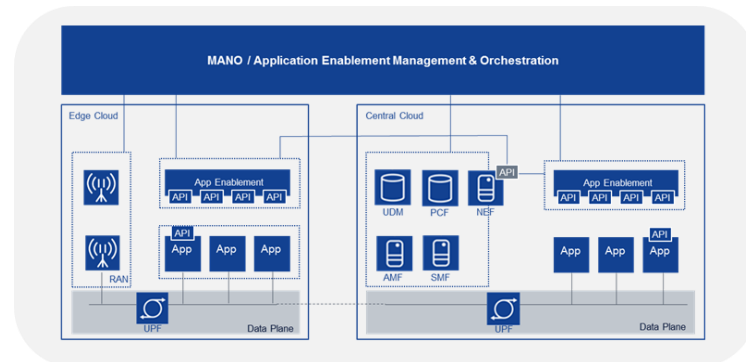 MANO / Application Enablement Management & Orchestration
Edge Cloud
Central Cloud
App Enablement
API API API API
API
App App App
RAN
UPF
Data Plane
API
UDM PCF NEF
AMF SMF
App Enablement
API API API API
API
App App App
UPF
Data Plane